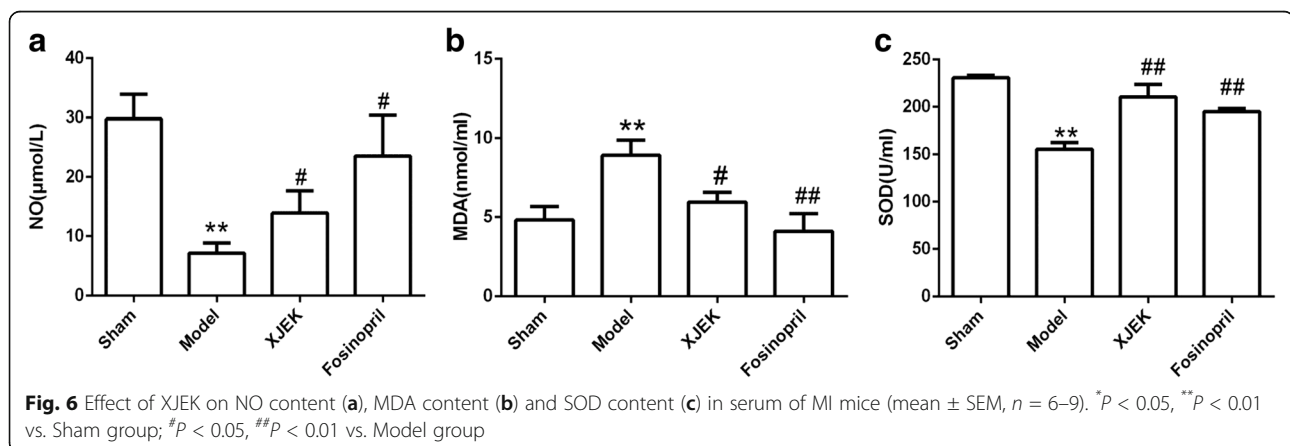 a
40
30
20
10
0
NO(μmol/L)
**
#
#
Sham
Model
XJEK
Fosinopril
b
15
10
5
0
MDA(nmol/ml)
**
#
##
Sham
Model
XJEK
Fosinopril
c
250
200
150
100
50
0
SOD(U/ml)
**
##
##
Sham
Model
XJEK
Fosinopril
Fig. 6 Effect of XJEK on NO content (a), MDA content (b) and SOD content (c) in serum of MI mice (mean ± SEM, n = 6–9). *P < 0.05, **P < 0.01
vs. Sham group; #P < 0.05, ##P < 0.01 vs. Model group